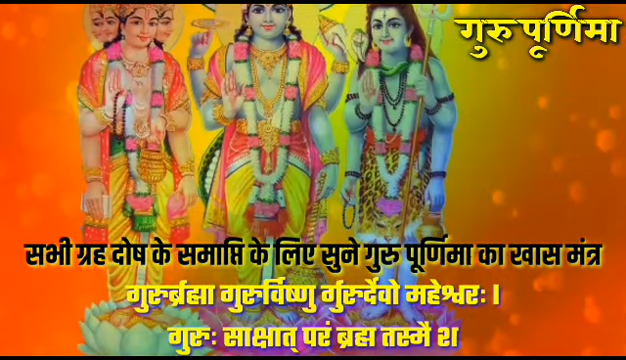 गुरु पूर्णिमा
सभी ग्रह दोष के समाप्ति के लिए सुने गुरु पूर्णिमा का खास मंत्र
गुरुर्ब्रह्मा गुरुर्विष्णु र्गुरुर्देवो महेश्वरः ।
गुरुः साक्षात् परं ब्रह्म तस्मै श